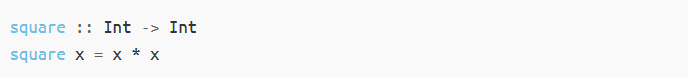 square :: Int -> Int
square x = x * x